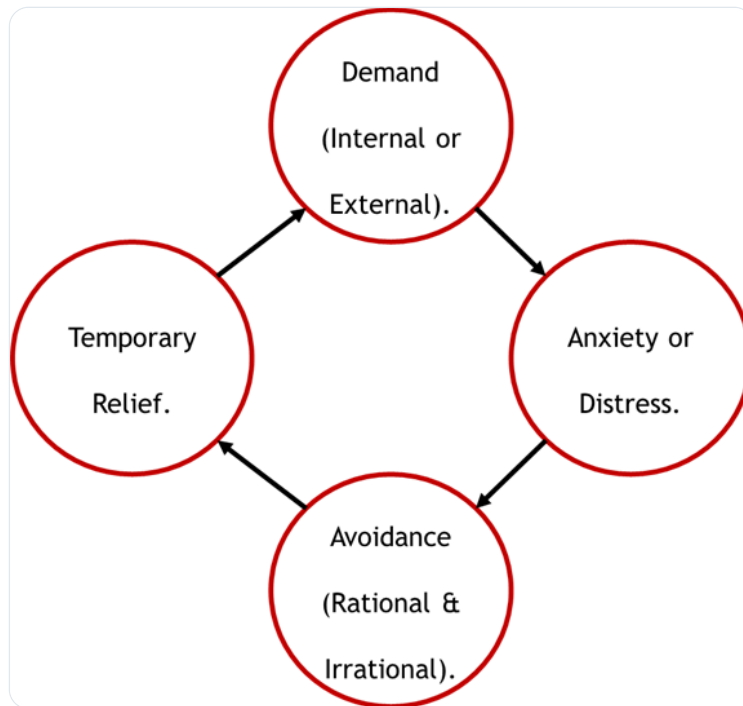 Demand
(Internal or
External).
Temporary
Relief.
Anxiety or
Distress.
Avoidance
(Rational &
Irrational).